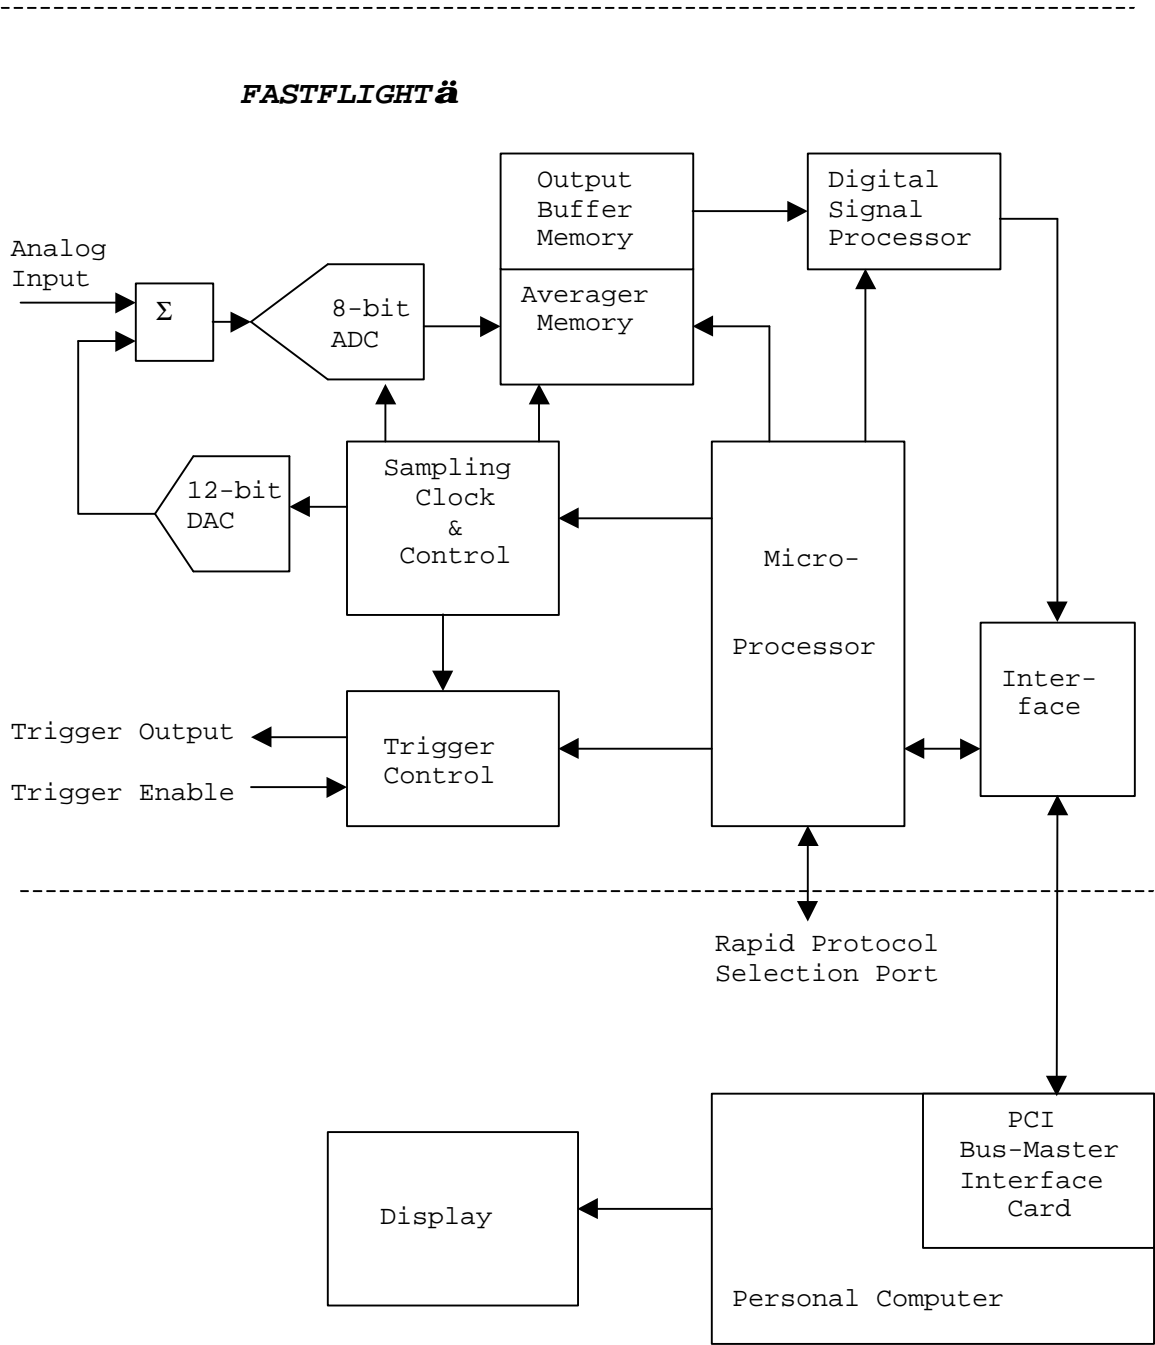 FASTFLIGHTä
Output
Buffer
Memory
Digital
Signal
Processor
Analog
Input
Σ
8-bit
ADC
Averager
Memory
12-bit
DAC
Sampling
Clock
&
Control
Micro-
Processor
Inter-
face
Trigger Output
Trigger Enable
Trigger
Control
Rapid Protocol
Selection Port
PCI
Bus-Master
Interface
Card
Display
Personal Computer